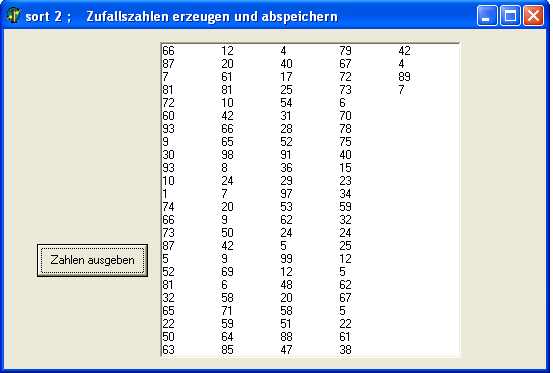 sort 2 ; Zufallszahlen erzeugen und abspeichern
66 12 4 79 42
87 20 40 67 4
7 61 17 72 89
81 81 25 73 7
72 10 54 6
60 42 31 70
93 66 28 78
9 65 52 75
30 98 91 40
93 8 36 15
10 24 29 23
1 7 97 34
74 20 53 59
66 9 62 32
73 50 24 24
87 42 5 25
5 9 99 12
52 69 12 5
81 6 48 62
32 58 20 67
65 71 58 5
22 59 51 22
50 64 88 61
63 85 47 38
Zahlen ausgeben